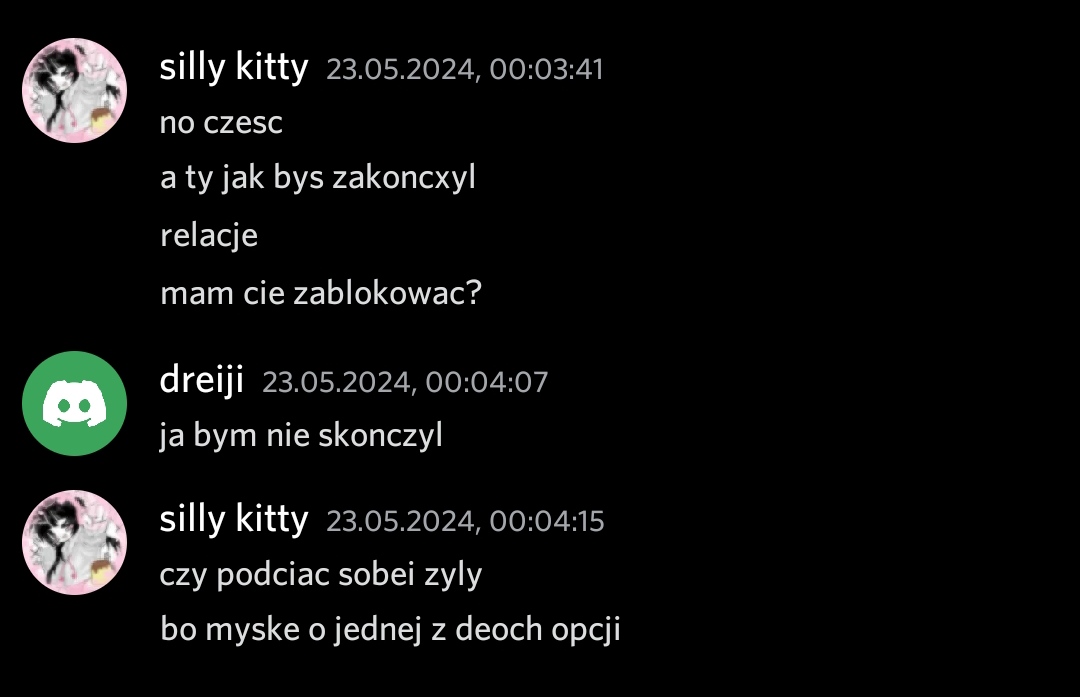 silly kitty 23.05.2024, 00:03:41
no czesc
a ty jak bys zakoncxyl
relacje
mam cie zablokowac?
dreiji 23.05.2024, 00:04:07
ja bym nie skonczyl
silly kitty 23.05.2024, 00:04:15
czy podciac sobei zyly
bo myske o jednej z deoch opcji